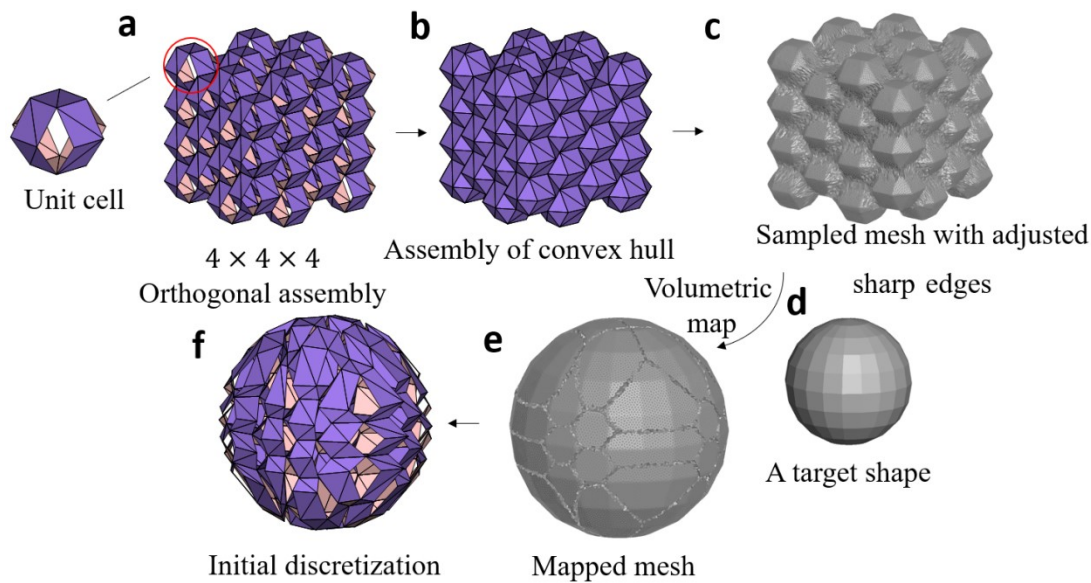 a
b
c
Unit cell
4 × 4 × 4
Orthogonal assembly
Assembly of convex hull
Sampled mesh with adjusted
sharp edges
Volumetric
map
d
e
f
A target shape
Initial discretization
Mapped mesh